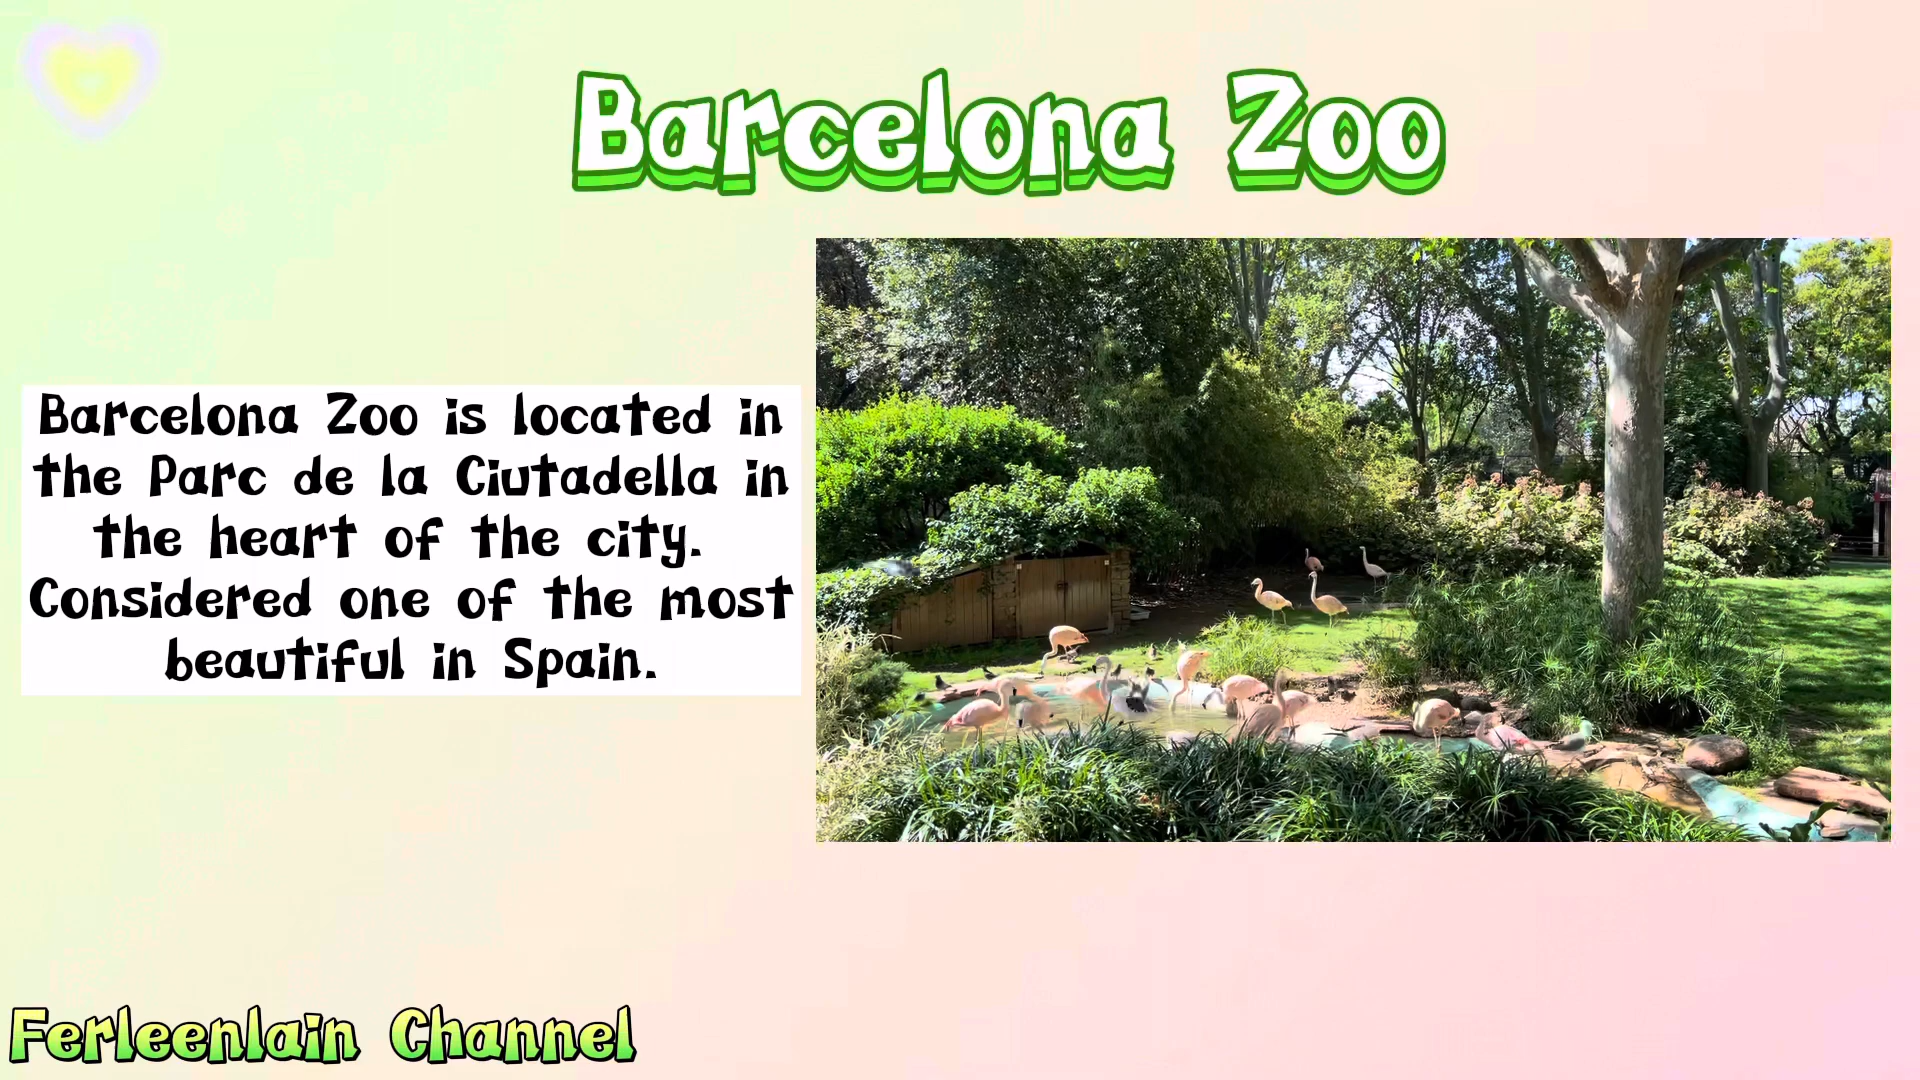 Barcelona Zoo
Barcelona Zoo is located in
the Parc de la Ciutadella in
the heart of the city.
Considered one of the most
beautiful in Spain.
Ferleenlain Channel